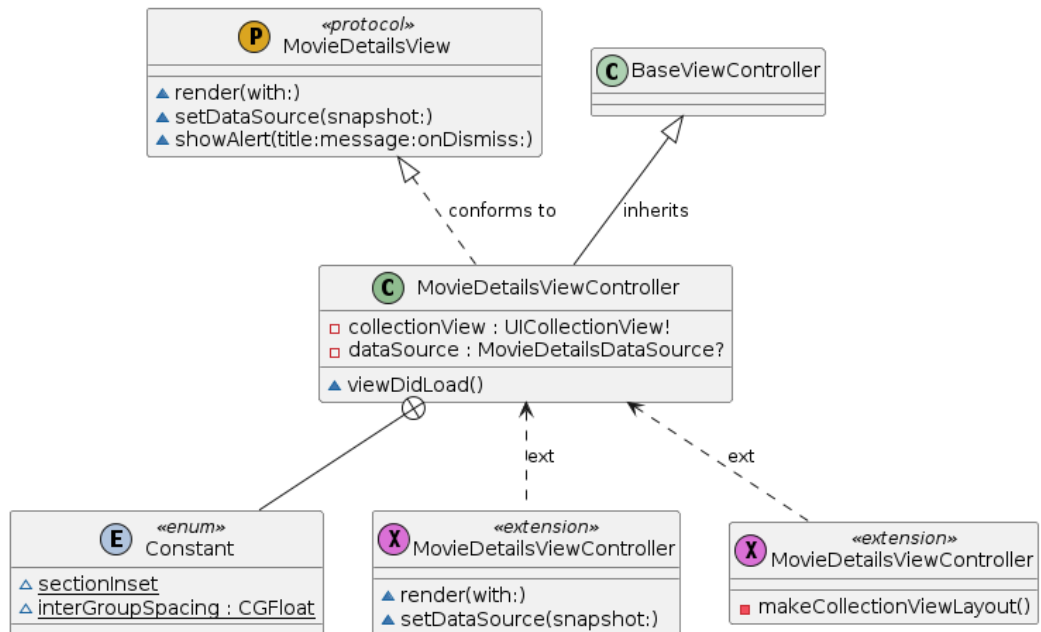 P
«protocol»
MovieDetailsView
render(with:)
setDataSource(snapshot:)
showAlert(title:message:onDismiss:)
C
BaseViewController
conforms to
inherits
C
MovieDetailsViewController
collectionView : UICollectionView!
dataSource : MovieDetailsDataSource?
viewDidLoad()
ext
ext
E
«enum»
Constant
sectionInset
interGroupSpacing : CGFloat
X
«extension»
MovieDetailsViewController
render(with:)
setDataSource(snapshot:)
X
«extension»
MovieDetailsViewController
makeCollectionViewLayout()